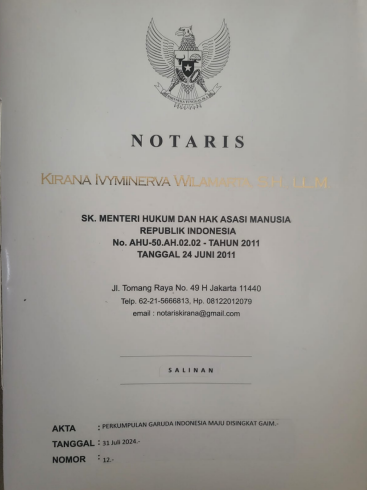 NOTARIS
KIRANA IVYMINERVA WILAMARTA, S.H., LL.M.
SK. MENTERI HUKUM DAN HAK ASASI MANUSIA
REPUBLIK INDONESIA
No. AHU-50.AH.02.02 - TAHUN 2011
TANGGAL 24 JUNI 2011
Jl. Tomang Raya No. 49 H Jakarta 11440
Telp. 62-21-5666813, Hp. 08122012079
email : notariskirana@gmail.com
SALINAN
AKTA : PERKUMPULAN GARUDA INDONESIA MAJU DISINGKAT GAIM.-
TANGGAL : 31 Juli 2024.-
NOMOR : 12.-